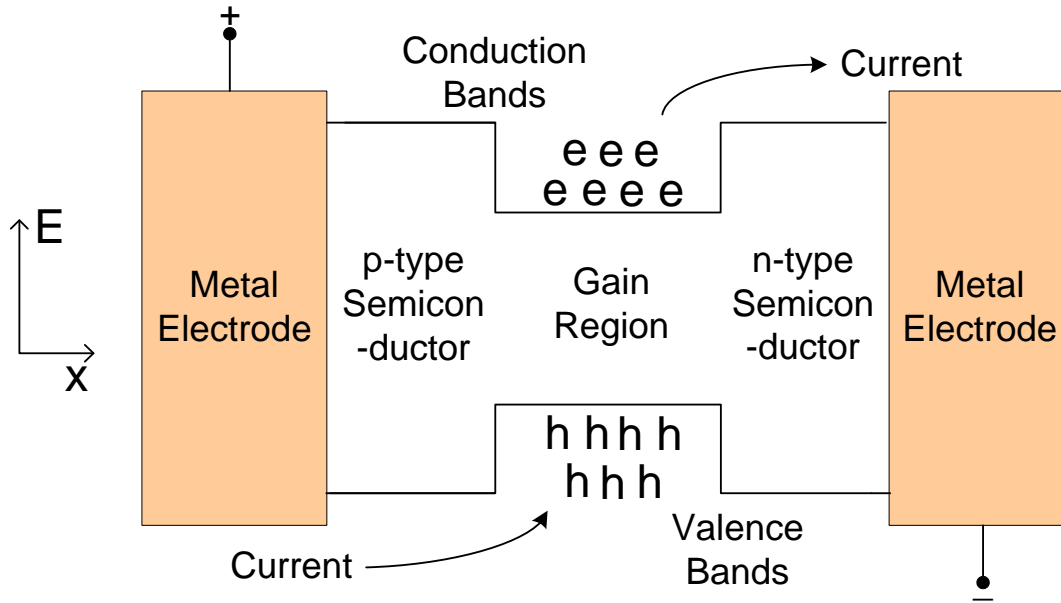 +
Conduction
Bands
Current
e e e
e e e e
E
x
Metal
Electrode
p-type
Semicon
-ductor
Gain
Region
n-type
Semicon
-ductor
Metal
Electrode
h h h h
h h h
Current
Valence
Bands
–